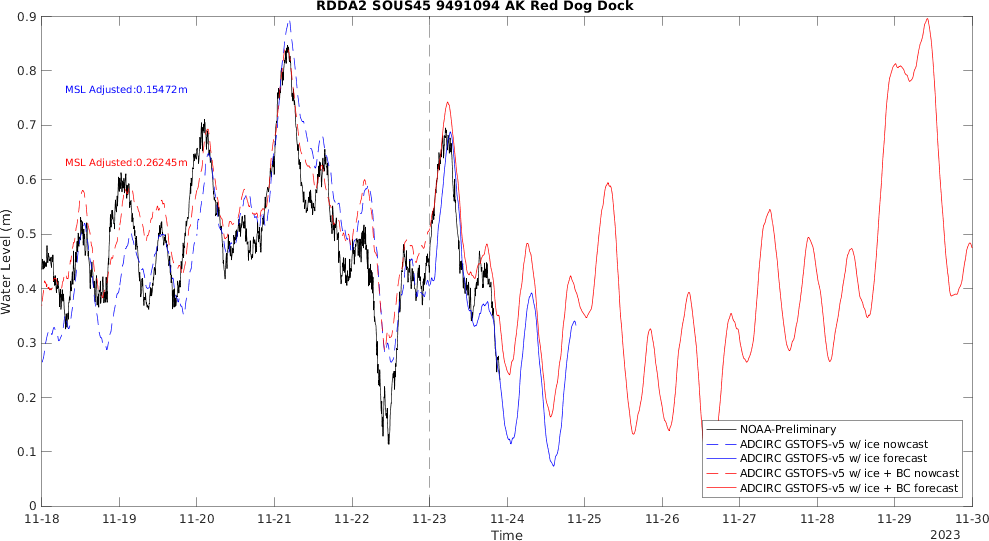 RDDA2 SOUS45 9491094 AK Red Dog Dock
0.9
0.8
0.7
0.6
0.5
0.4
0.3
0.2
0.1
0
Water Level (m)
MSL Adjusted:0.15472m
MSL Adjusted:0.26245m
NOAA-Preliminary
ADCIRC GSTOFS-v5 w/ ice nowcast
ADCIRC GSTOFS-v5 w/ ice forecast
ADCIRC GSTOFS-v5 w/ ice + BC nowcast
ADCIRC GSTOFS-v5 w/ ice + BC forecast
11-18 11-19 11-20 11-21 11-22 11-23 11-24 11-25 11-26 11-27 11-28 11-29 11-30
Time
2023